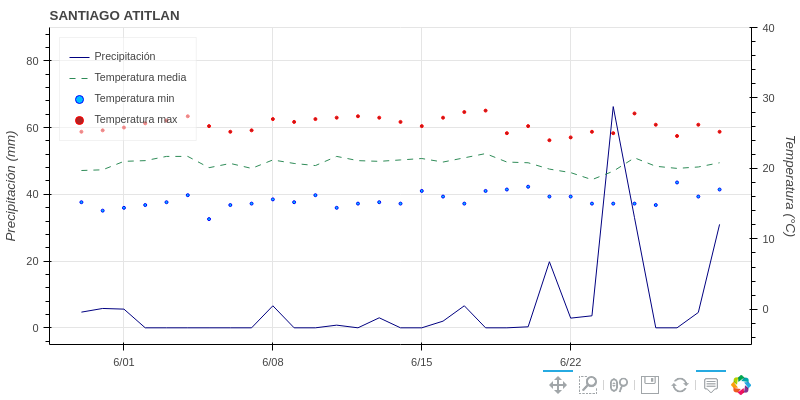 SANTIAGO ATITLAN
Precipitación
Temperatura media
Temperatura min
Temperatura max
Precipitación (mm)
80
60
40
20
0
Temperatura (°C)
40
30
20
10
0
6/01
6/08
6/15
6/22